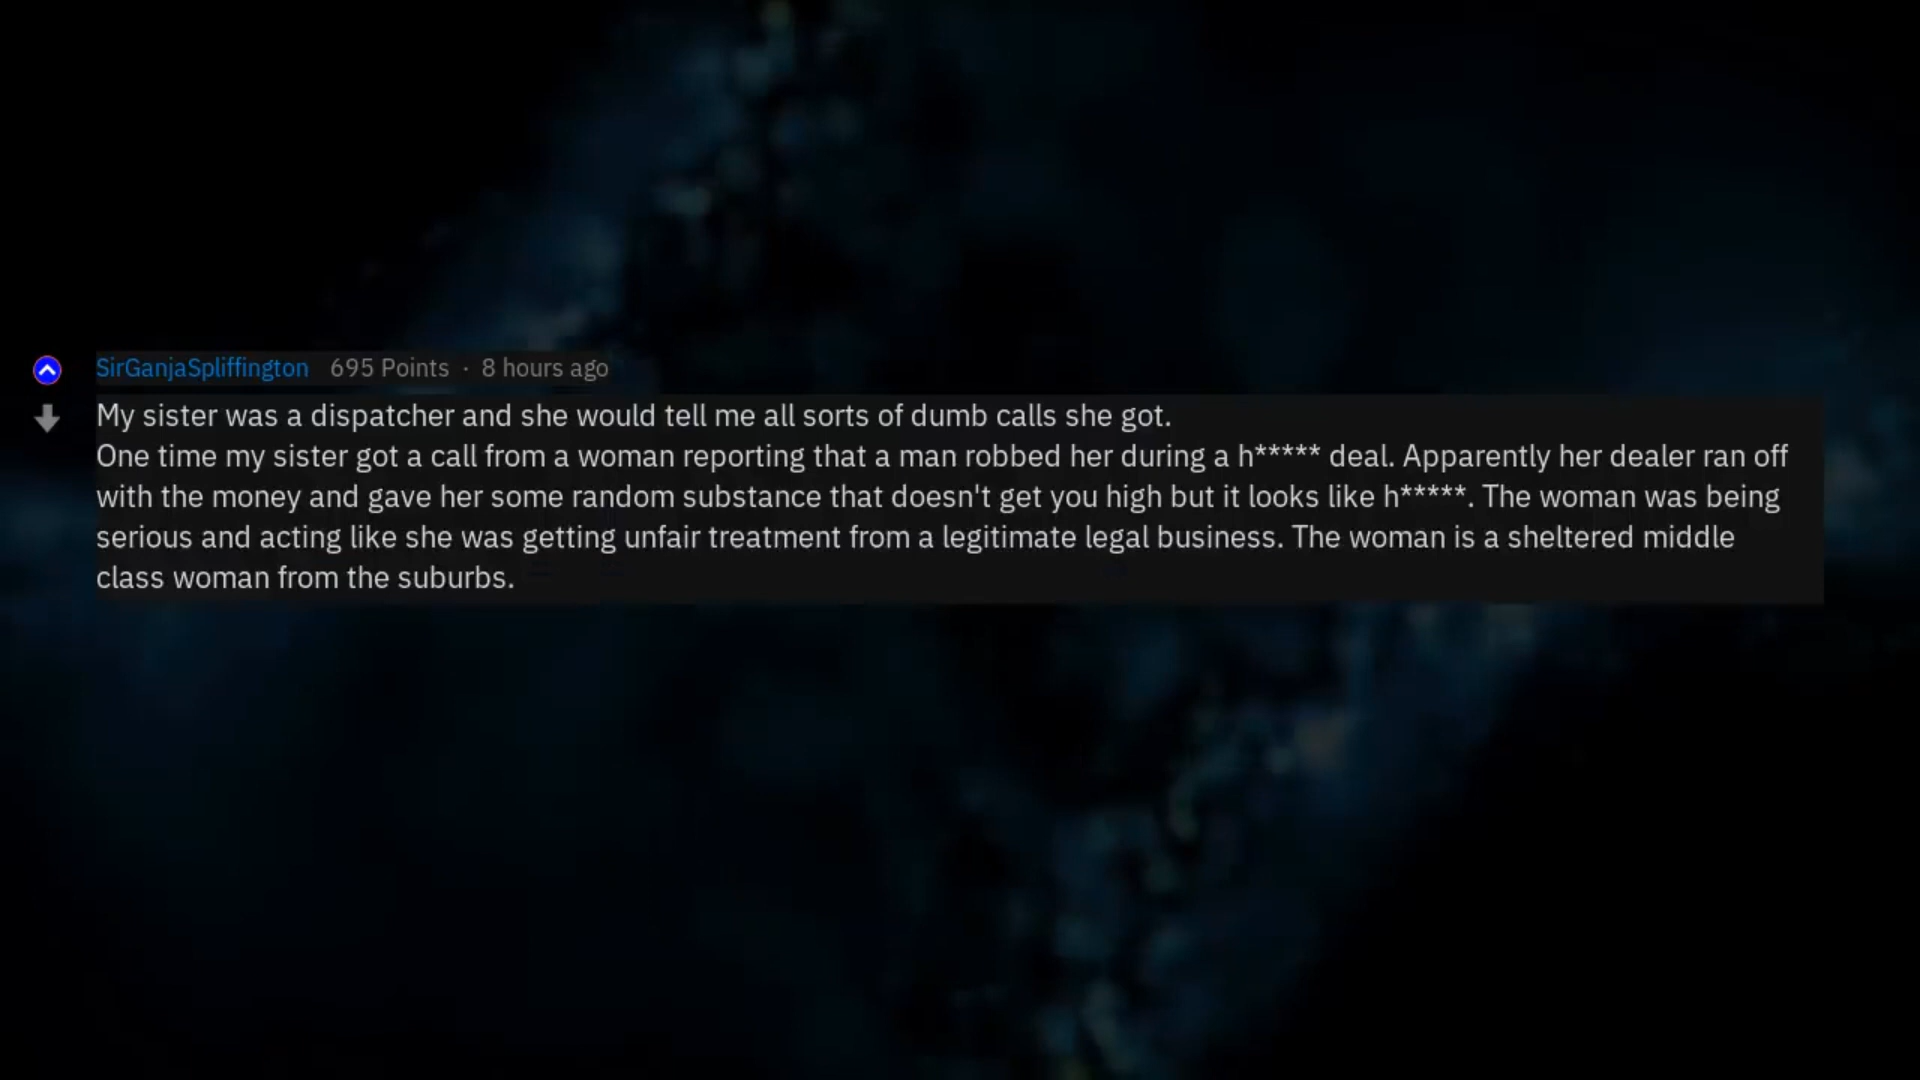 SirGanjaSpliffington 695 Points · 8 hours ago
My sister was a dispatcher and she would tell me all sorts of dumb calls she got.
One time my sister got a call from a woman reporting that a man robbed her during a h***** deal. Apparently her dealer ran off
with the money and gave her some random substance that doesn't get you high but it looks like h*****. The woman was being
serious and acting like she was getting unfair treatment from a legitimate legal business. The woman is a sheltered middle
class woman from the suburbs.